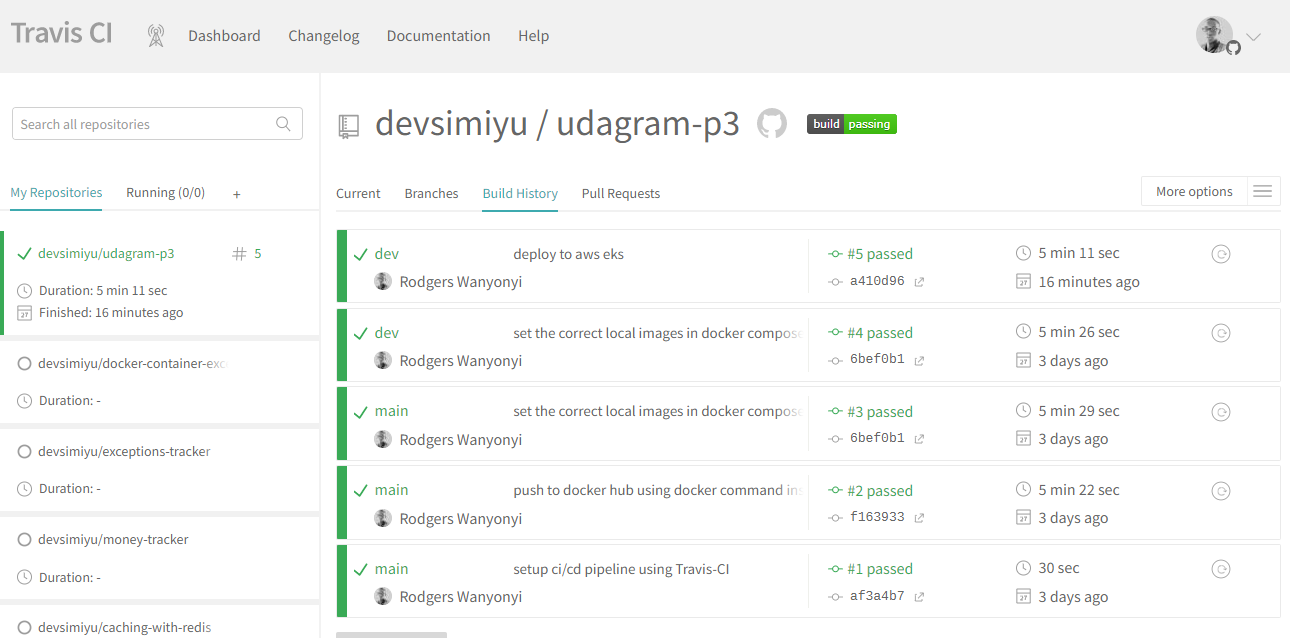 Travis CI
Dashboard
Changelog
Documentation
Help
Search all repositories
My Repositories
Running (0/0)
+
devsimiyu/udagram-p3
# 5
Duration: 5 min 11 sec
Finished: 16 minutes ago
devsimiyu/docker-container-exc
Duration: -
devsimiyu/exceptions-tracker
Duration: -
devsimiyu/money-tracker
Duration: -
devsimiyu/caching-with-redis
devsimiyu / udagram-p3
build passing
Current
Branches
Build History
Pull Requests
More options
dev
deploy to aws eks
#5 passed
5 min 11 sec
Rodgers Wanyonyi
a410d96
16 minutes ago
dev
set the correct local images in docker compose
#4 passed
5 min 26 sec
Rodgers Wanyonyi
6bef0b1
3 days ago
main
set the correct local images in docker compose
#3 passed
5 min 29 sec
Rodgers Wanyonyi
6bef0b1
3 days ago
main
push to docker hub using docker command ins
#2 passed
5 min 22 sec
Rodgers Wanyonyi
f163933
3 days ago
main
setup ci/cd pipeline using Travis-CI
#1 passed
30 sec
Rodgers Wanyonyi
af3a4b7
3 days ago